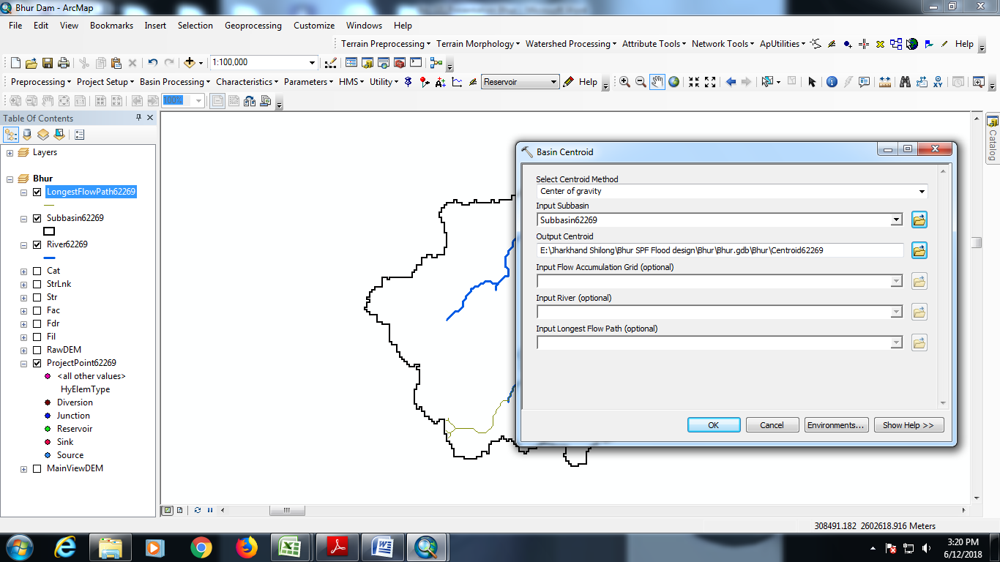 Bhur Dam - ArcMap
File Edit View Bookmarks Insert Selection Geoprocessing Customize Windows Help
Terrain Preprocessing Terrain Morphology Watershed Processing Attribute Tools Network Tools ApUtilities Help
1:100,000
Preprocessing Project Setup Basin Processing Characteristics Parameters HMS Utility Reservoir Help
100%
Table Of Contents
Layers
Bhur
LongestFlowPath62269
Subbasin62269
River62269
Cat
StrLnk
Str
Fac
Fdr
Fil
RawDEM
ProjectPoint62269
<all other values>
HyElemType
Diversion
Junction
Reservoir
Sink
Source
MainViewDEM
Basin Centroid
Select Centroid Method
Center of gravity
Input Subbasin
Subbasin62269
Output Centroid
E:\Jharkhand Shilong\Bhur SPF Flood design\Bhur\Bhur.gdb\Bhur\Centroid62269
Input Flow Accumulation Grid (optional)
Input River (optional)
Input Longest Flow Path (optional)
OK Cancel Environments... Show Help >>
Catalog
308491.182 2602618.916 Meters
3:20 PM
6/12/2018